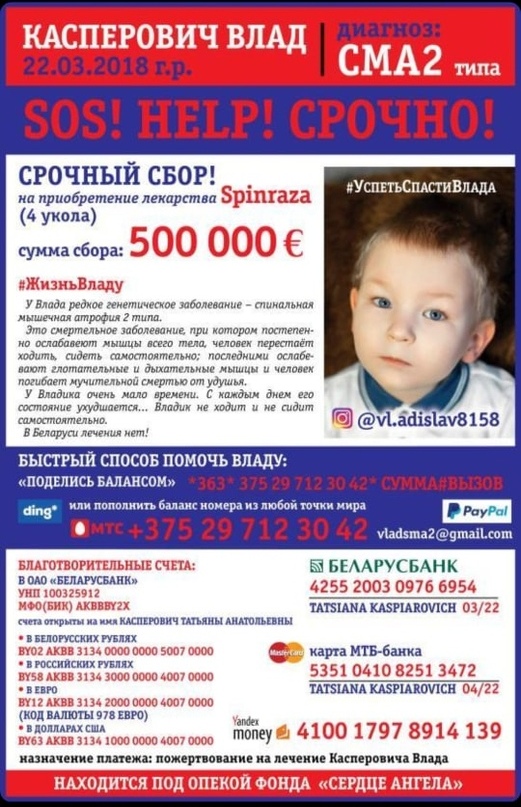 КАСПЕРОВИЧ ВЛАД
22.03.2018 г.р.
диагноз:
СМА2 типа
SOS! HELP! СРОЧНО!
СРОЧНЫЙ СБОР!
на приобретение лекарства Spinraza
(4 укола)
сумма сбора: 500 000 €
#ЖизньВладу
У Влада редкое генетическое заболевание – спинальная
мышечная атрофия 2 типа.
Это смертельное заболевание, при котором постепен-
но ослабевают мышцы всего тела, человек перестаёт
ходить, сидеть самостоятельно; последними ослабе-
вают глотательные и дыхательные мышцы и человек
погибает мучительной смертью от удушья.
У Владика очень мало времени. С каждым днем его
состояние ухудшается... Владик не ходит и не сидит
самостоятельно.
В Беларуси лечения нет!
#УспетьСпастиВлада
@vl.adislav8158
БЫСТРЫЙ СПОСОБ ПОМОЧЬ ВЛАДУ:
«ПОДЕЛИСЬ БАЛАНСОМ» *363* 375 29 712 30 42* СУММА#ВЫЗОВ
ding* или пополнить баланс номера из любой точки мира
PayPal
МТС +375 29 712 30 42 vladsma2@gmail.com
БЛАГОТВОРИТЕЛЬНЫЕ СЧЕТА:
В ОАО «БЕЛАРУСБАНК»
УНП 100325912
МФО(БИК) AKBBBY2X
счета открыты на имя КАСПЕРОВИЧ ТАТЬЯНЫ АНАТОЛЬЕВНЫ
• В БЕЛОРУССКИХ РУБЛЯХ
BY02 AKBB 3134 0000 0000 5007 0000
• В РОССИЙСКИХ РУБЛЯХ
BY58 AKBB 3134 3000 0000 4007 0000
• В ЕВРО
BY12 AKBB 3134 2000 0000 4007 0000
(КОД ВАЛЮТЫ 978 ЕВРО)
• В ДОЛЛАРАХ США
BY63 AKBB 3134 1000 0000 4007 0000
БЕЛАРУСБАНК
4255 2003 0976 6954
TATSIANA KASPIAROVICH 03/22
MasterCard карта МТБ-банка
5351 0410 8251 3472
TATSIANA KASPIAROVICH 04/22
Yandex
money 4100 1797 8914 139
назначение платежа: пожертвование на лечение Касперовича Влада
НАХОДИТСЯ ПОД ОПЕКОЙ ФОНДА «СЕРДЦЕ АНГЕЛА»